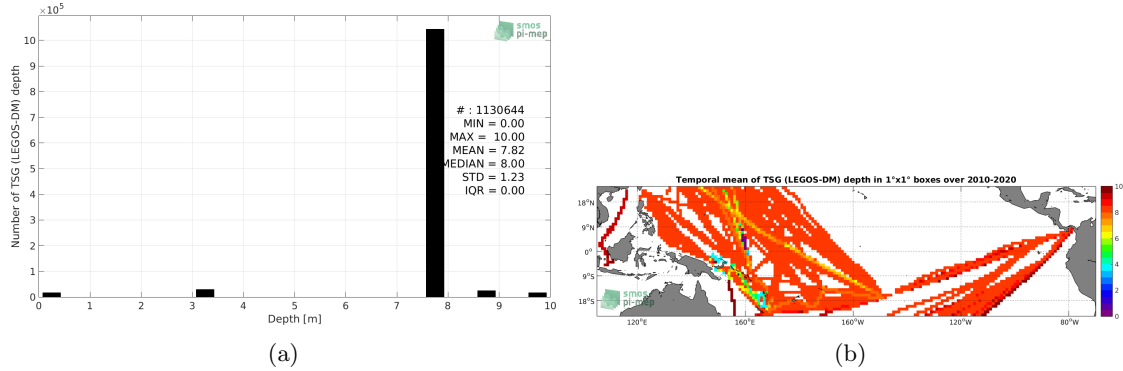 ×10⁵
10
9
8
7
6
5
4
3
2
1
0
Number of TSG (LEGOS-DM) depth
smos
pi-mep
# : 1130644
MIN = 0.00
MAX = 10.00
MEAN = 7.82
MEDIAN = 8.00
STD = 1.23
IQR = 0.00
0 1 2 3 4 5 6 7 8 9 10
Depth [m]
(a)
Temporal mean of TSG (LEGOS-DM) depth in 1°x1° boxes over 2010-2020
18°N
9°N
0°
9°S
18°S
smos
pi-mep
120°E 160°E 160°W 120°W 80°W
10
8
6
4
2
0
(b)